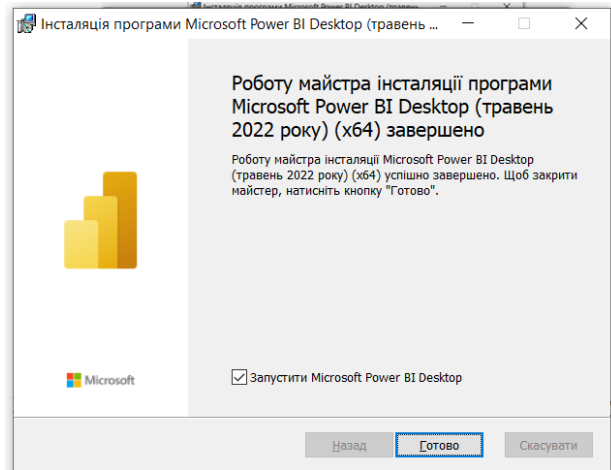 Інсталяція програми Microsoft Power BI Desktop (травень ...
Роботу майстра інсталяції програми
Microsoft Power BI Desktop (травень
2022 року) (x64) завершено
Роботу майстра інсталяції Microsoft Power BI Desktop
(травень 2022 року) (x64) успішно завершено. Щоб закрити
майстер, натисніть кнопку "Готово".
Microsoft
Запустити Microsoft Power BI Desktop
Назад Готово Скасувати